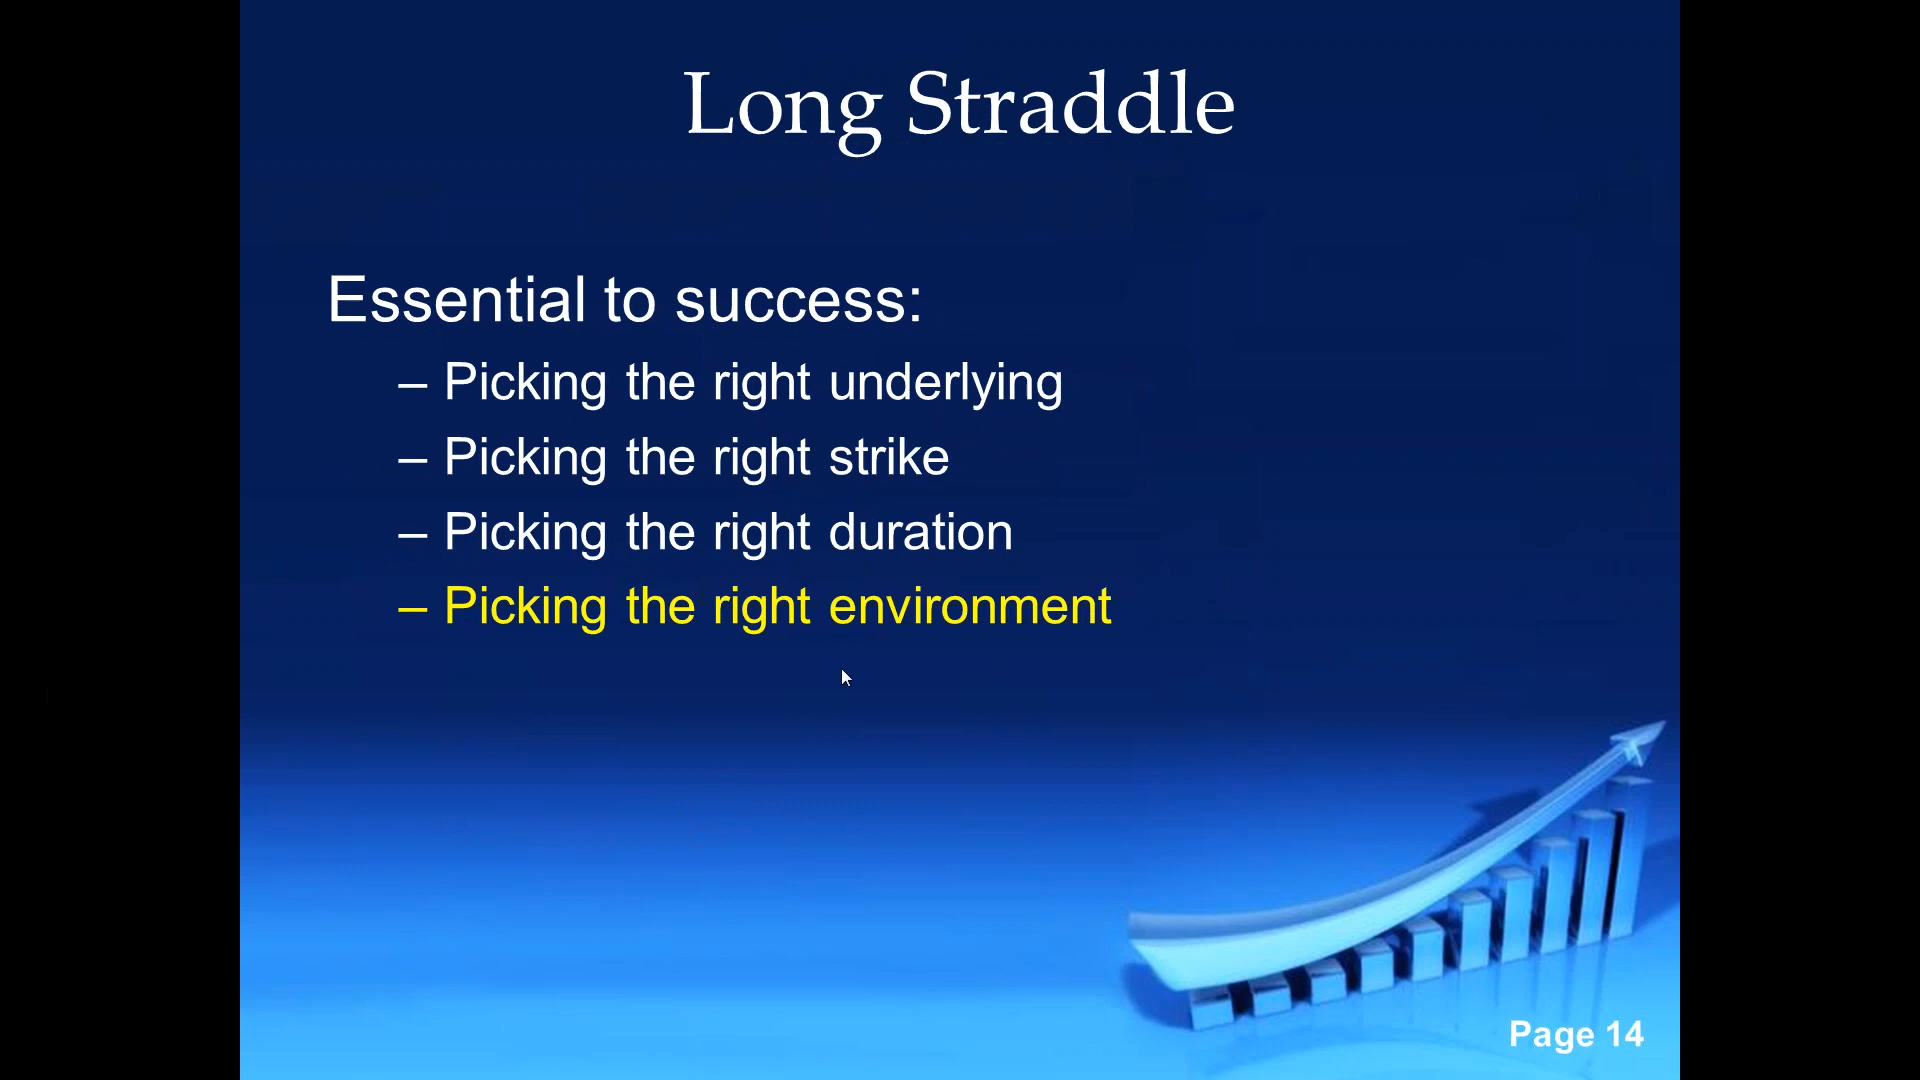 Long Straddle
Essential to success:
– Picking the right underlying
– Picking the right strike
– Picking the right duration
– Picking the right environment
Page 14